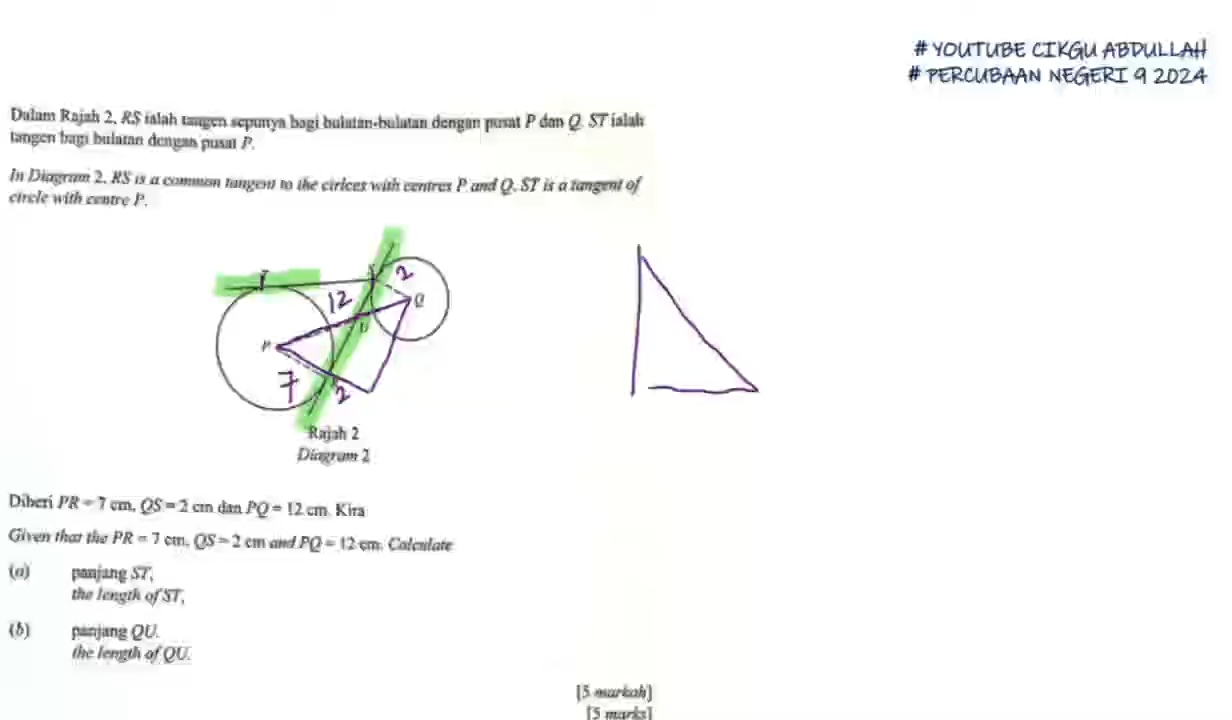 # YOUTUBE CIKGU ABDULLAH
# PERCUBAAN NEGERI 9 2024
Dalam Rajah 2, RS ialah tangen sepunya bagi bulatan-bulatan dengan pusat P dan Q. ST ialah
tangen bagi bulatan dengan pusat P.
In Diagram 2, RS is a common tangent to the cirlces with centres P and Q. ST is a tangent of
circle with centre P.
T
2
12
Q
U
P
7
2
Rajah 2
Diagram 2
Diberi PR = 7 cm, QS = 2 cm dan PQ = 12 cm. Kira
Given that the PR = 7 cm, QS = 2 cm and PQ = 12 cm. Calculate
(a) panjang ST,
the length of ST,
(b) panjang QU.
the length of QU.
[5 markah]
[5 marks]